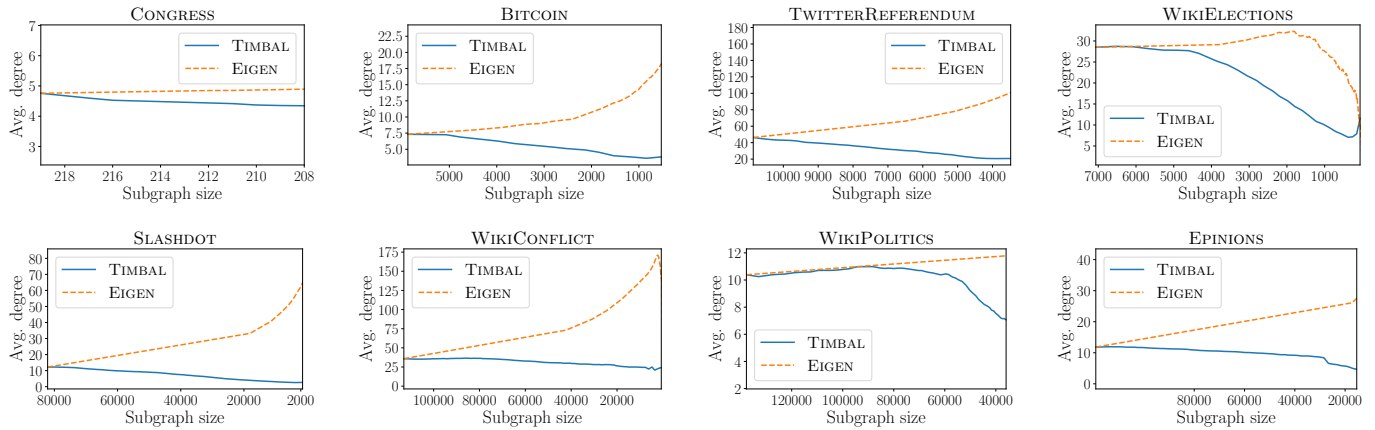 CONGRESS
7
6
5
4
3
Avg. degree
TIMBAL
EIGEN
218 216 214 212 210 208
Subgraph size
BITCOIN
22.5
20.0
17.5
15.0
12.5
10.0
7.5
5.0
Avg. degree
TIMBAL
EIGEN
5000 4000 3000 2000 1000
Subgraph size
TWITTERREFERENDUM
180
160
140
120
100
80
60
40
20
Avg. degree
TIMBAL
EIGEN
10000 9000 8000 7000 6000 5000 4000
Subgraph size
WIKIELECTIONS
30
25
20
15
10
5
Avg. degree
TIMBAL
EIGEN
7000 6000 5000 4000 3000 2000 1000
Subgraph size
SLASHDOT
80
70
60
50
40
30
20
10
0
Avg. degree
TIMBAL
EIGEN
80000 60000 40000 20000 2000
Subgraph size
WIKICONFLICT
175
150
125
100
75
50
25
0
Avg. degree
TIMBAL
EIGEN
100000 80000 60000 40000 20000
Subgraph size
WIKIPOLITICS
12
10
8
6
4
2
Avg. degree
TIMBAL
EIGEN
120000 100000 80000 60000 40000
Subgraph size
EPINIONS
40
30
20
10
0
Avg. degree
TIMBAL
EIGEN
80000 60000 40000 20000
Subgraph size